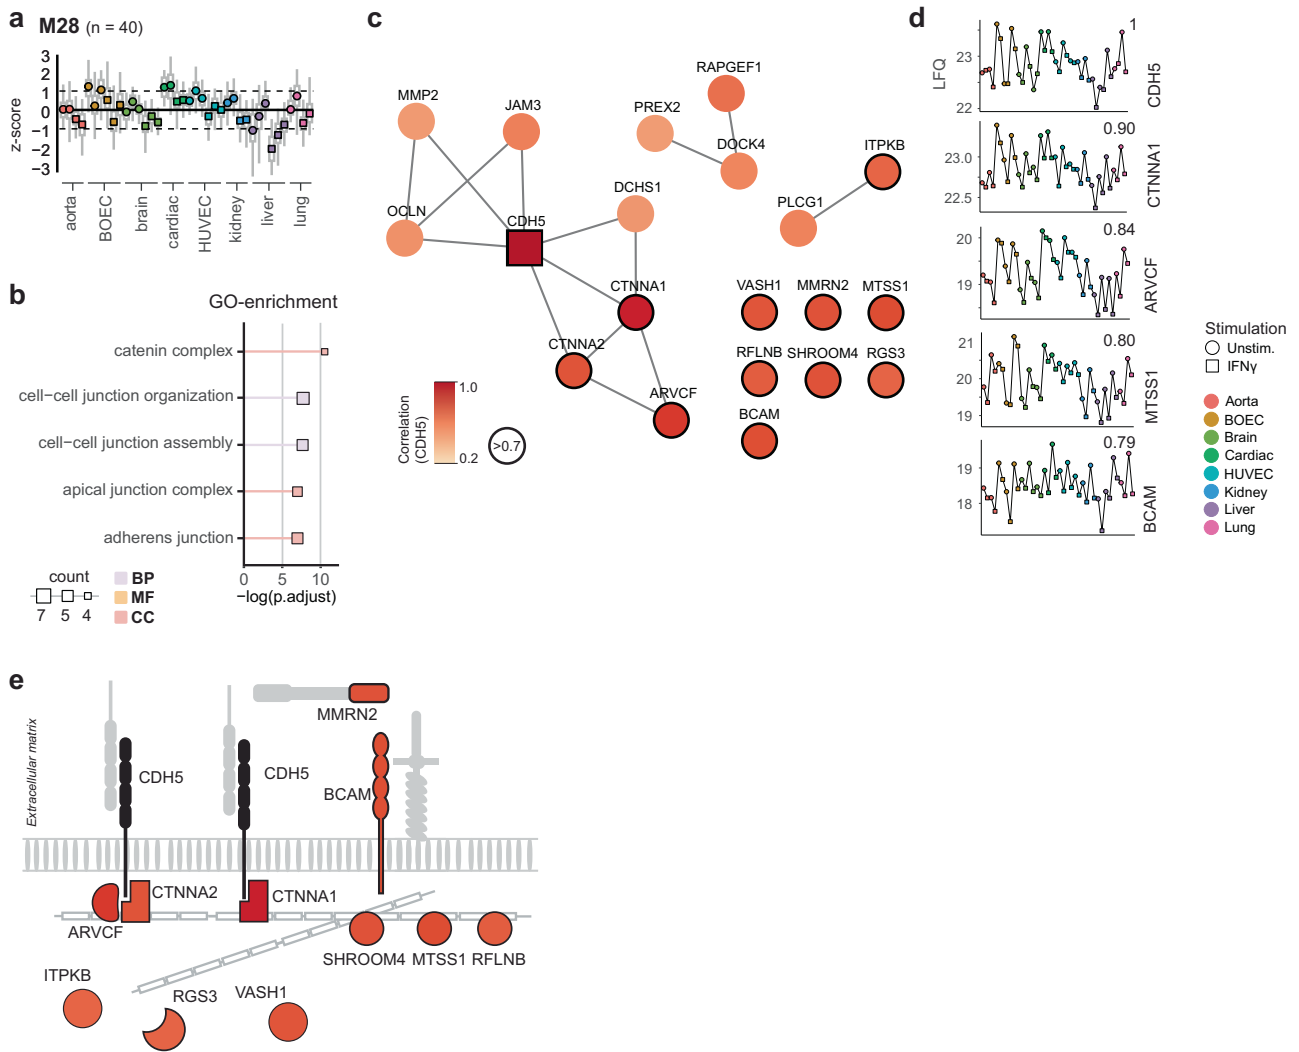 a M28 (n = 40)
z-score
3
2
1
0
−1
−2
−3
aorta
BOEC
brain
cardiac
HUVEC
kidney
liver
lung
b
GO-enrichment
catenin complex
cell−cell junction organization
cell−cell junction assembly
apical junction complex
adherens junction
0 5 10
−log(p.adjust)
count
7 5 4
BP
MF
CC
c
MMP2
JAM3
OCLN
CDH5
DCHS1
CTNNA1
CTNNA2
ARVCF
RAPGEF1
PREX2
DOCK4
ITPKB
PLCG1
VASH1 MMRN2 MTSS1
RFLNB SHROOM4 RGS3
BCAM
Correlation
(CDH5)
1.0
0.2
>0.7
d
LFQ
1
23
22
CDH5
0.90
23.0
22.5
CTNNA1
0.84
20
19
ARVCF
0.80
21
20
19
MTSS1
0.79
19
18
BCAM
Stimulation
Unstim.
IFNγ
Aorta
BOEC
Brain
Cardiac
HUVEC
Kidney
Liver
Lung
e
Extracellular matrix
MMRN2
CDH5
CDH5
BCAM
CTNNA2
CTNNA1
ARVCF
SHROOM4 MTSS1 RFLNB
ITPKB
RGS3
VASH1